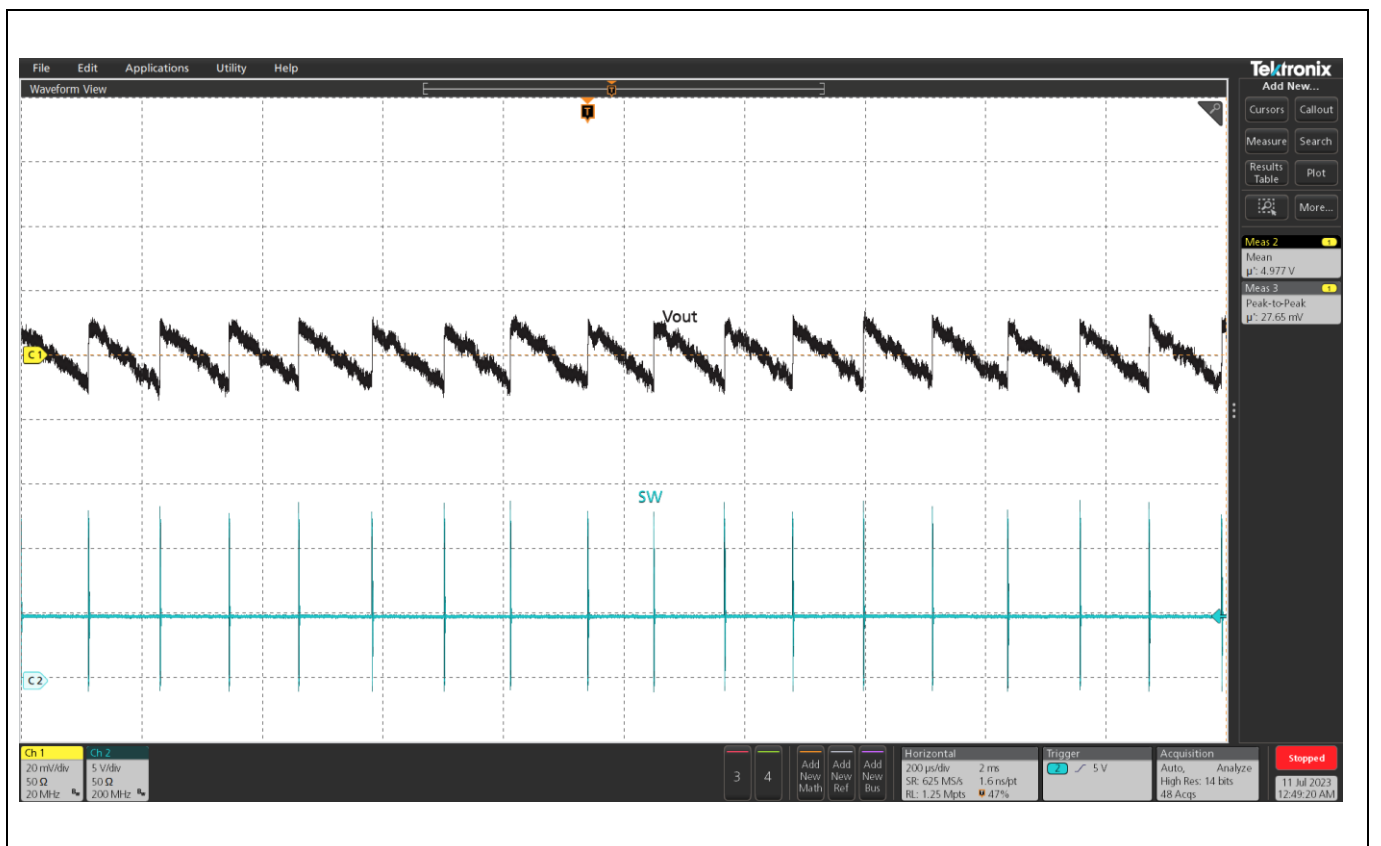 File Edit Applications Utility Help
Tektronix
Waveform View
Add New...
T
T
Cursors Callout
Measure Search
Results Table Plot
More...
Meas 2 1
Mean
µ': 4.977 V
Meas 3 1
Peak-to-Peak
µ': 27.65 mV
Vout
C1
SW
C2
Ch 1
20 mV/div
50 Ω
20 MHz
Ch 2
5 V/div
50 Ω
200 MHz
3
4
Add New Math
Add New Ref
Add New Bus
Horizontal
200 µs/div 2 ms
SR: 625 MS/s 1.6 ns/pt
RL: 1.25 Mpts 47%
Trigger
2 5 V
Acquisition
Auto, Analyze
High Res: 14 bits
48 Acqs
Stopped
11 Jul 2023
12:49:20 AM